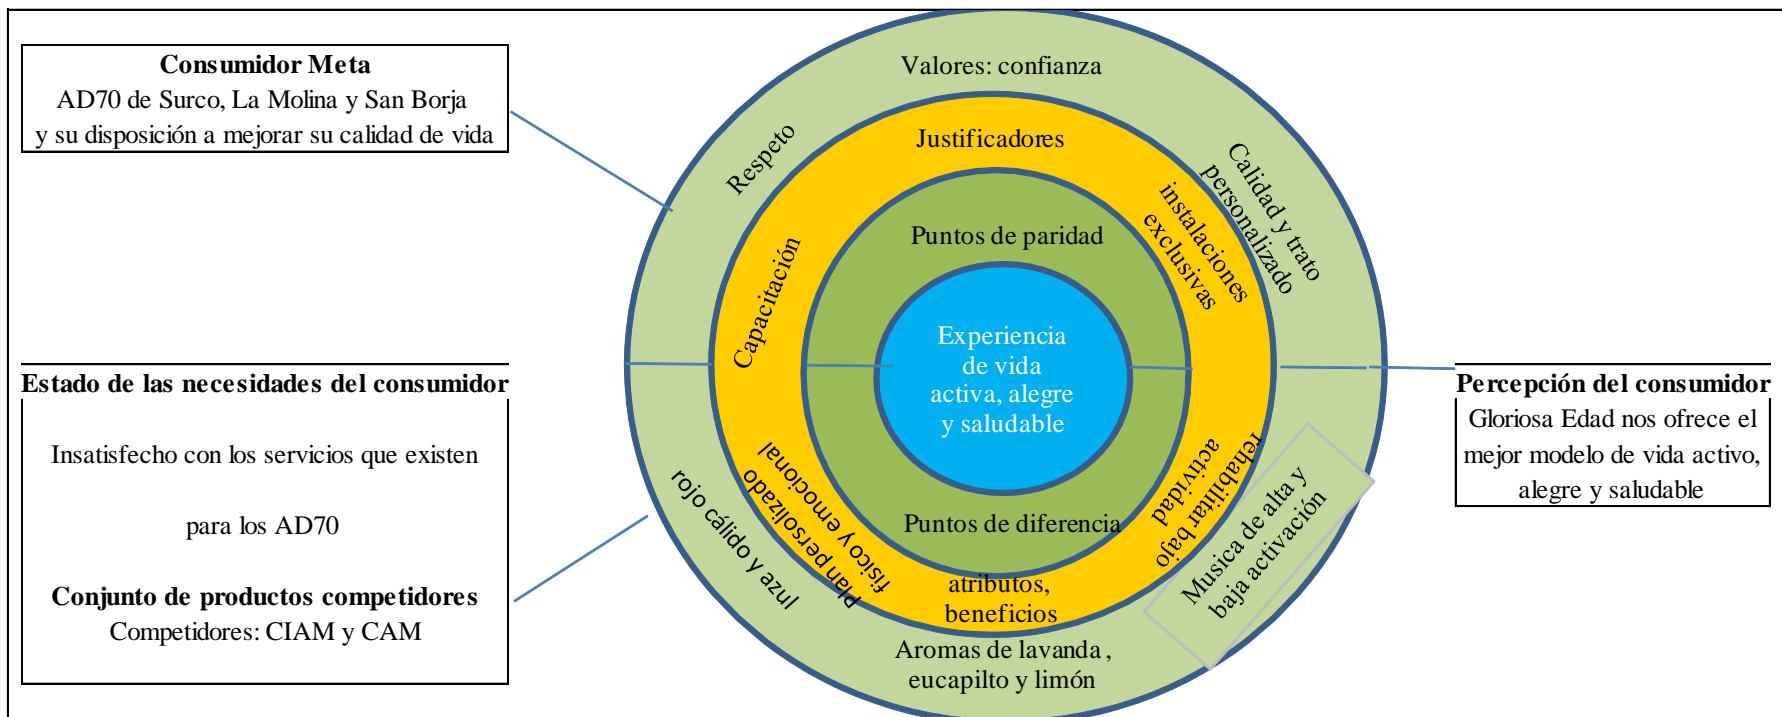 Consumidor Meta
AD70 de Surco, La Molina y San Borja
y su disposición a mejorar su calidad de vida
Estado de las necesidades del consumidor
Insatisfecho con los servicios que existen
para los AD70
Conjunto de productos competidores
Competidores: CIAM y CAM
Valores: confianza
Respeto
Calidad y trato
personalizado
Justificadores
Capacitación
instalaciones
exclusivas
Puntos de paridad
Experiencia
de vida
activa, alegre
y saludable
Puntos de diferencia
Plan persolizado
físico y emocional
rehabilitar bajo
actividad
atributos,
beneficios
rojo cálipo y azul
Musica de alta y
baja activación
Aromas de lavanda ,
eucapilto y limón
Percepción del consumidor
Gloriosa Edad nos ofrece el
mejor modelo de vida activo,
alegre y saludable